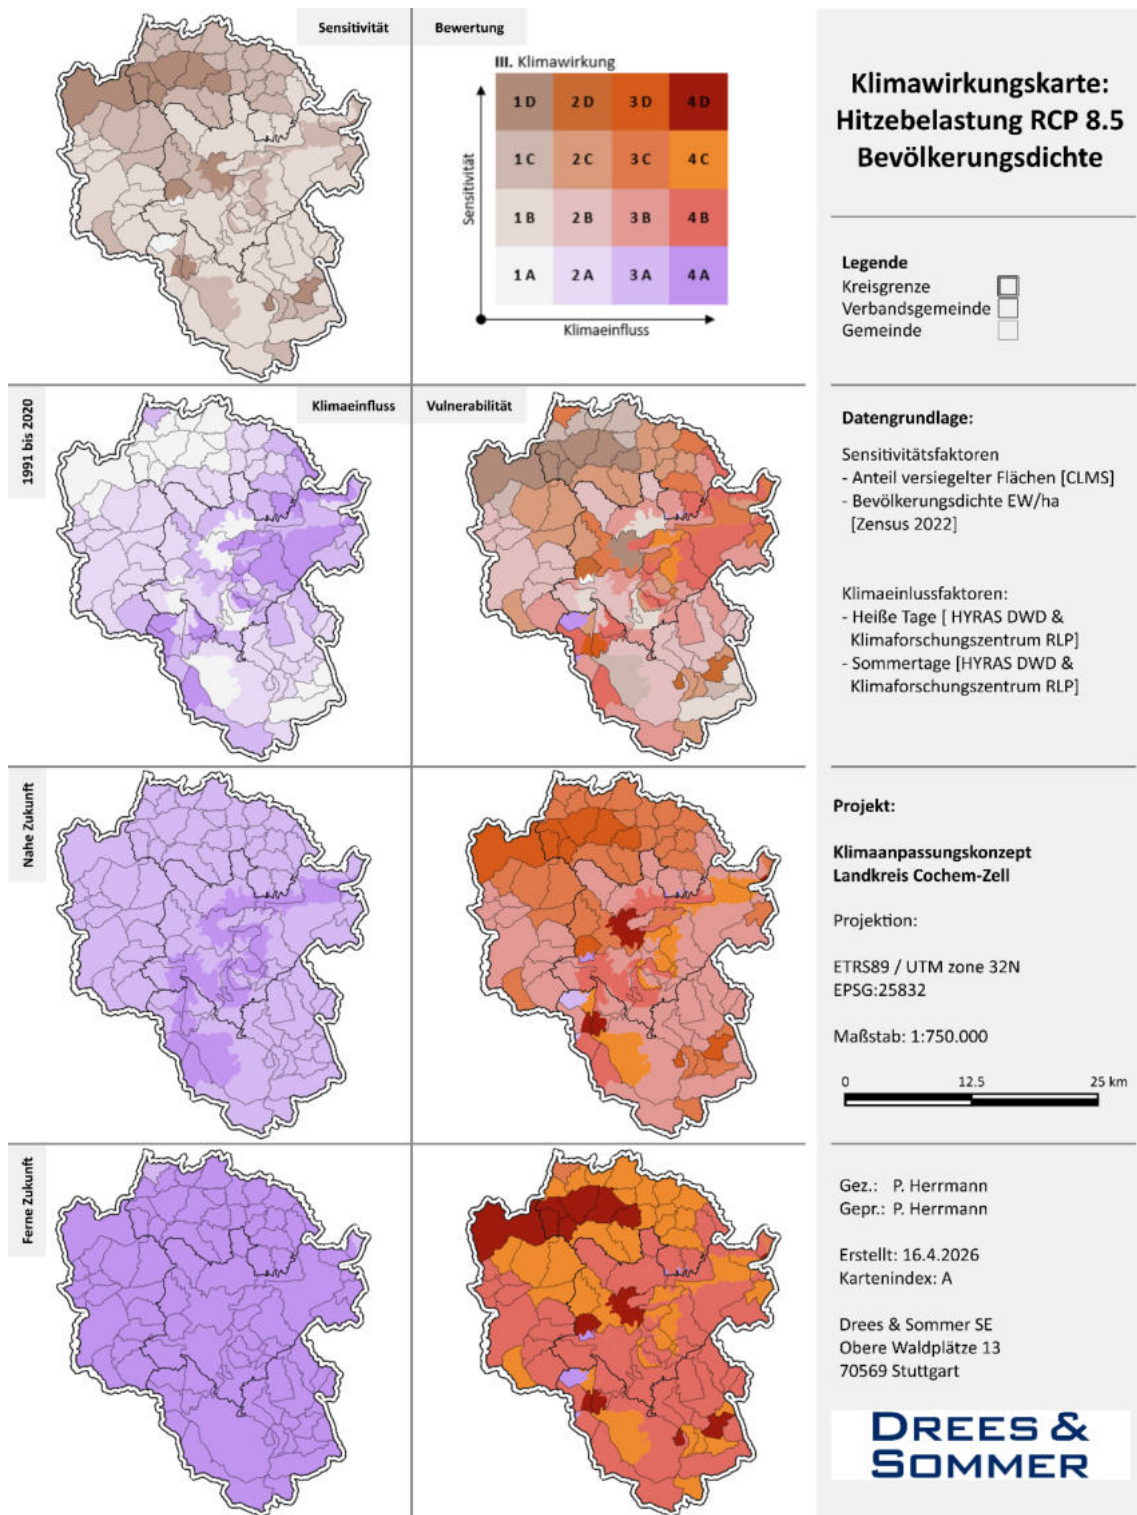 Sensitivität
Bewertung
III. Klimawirkung
1 D 2 D 3 D 4 D
1 C 2 C 3 C 4 C
1 B 2 B 3 B 4 B
1 A 2 A 3 A 4 A
Sensitivität
Klimaeinfluss
Klimawirkungskarte:
Hitzebelastung RCP 8.5
Bevölkerungsdichte
Legende
Kreisgrenze
Verbandsgemeinde
Gemeinde
1991 bis 2020
Klimaeinfluss
Vulnerabilität
Datengrundlage:
Sensitivitätsfaktoren
- Anteil versiegelter Flächen [CLMS]
- Bevölkerungsdichte EW/ha
[Zensus 2022]
Klimaeinlussfaktoren:
- Heiße Tage [ HYRAS DWD &
Klimaforschungszentrum RLP]
- Sommertage [HYRAS DWD &
Klimaforschungszentrum RLP]
Nahe Zukunft
Projekt:
Klimaanpassungskonzept
Landkreis Cochem-Zell
Projektion:
ETRS89 / UTM zone 32N
EPSG:25832
Maßstab: 1:750.000
0 12.5 25 km
Ferne Zukunft
Gez.: P. Herrmann
Gepr.: P. Herrmann
Erstellt: 16.4.2026
Kartenindex: A
Drees & Sommer SE
Obere Waldplätze 13
70569 Stuttgart
DREES &
SOMMER